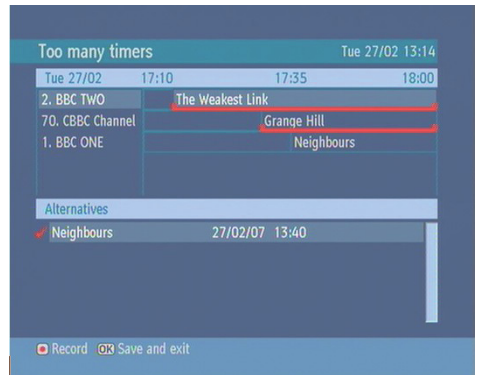 Too many timers Tue 27/02 13:14
Tue 27/02 17:10 17:35 18:00
2. BBC TWO The Weakest Link
70. CBBC Channel Grange Hill
1. BBC ONE Neighbours
Alternatives
Neighbours 27/02/07 13:40
Record OK Save and exit